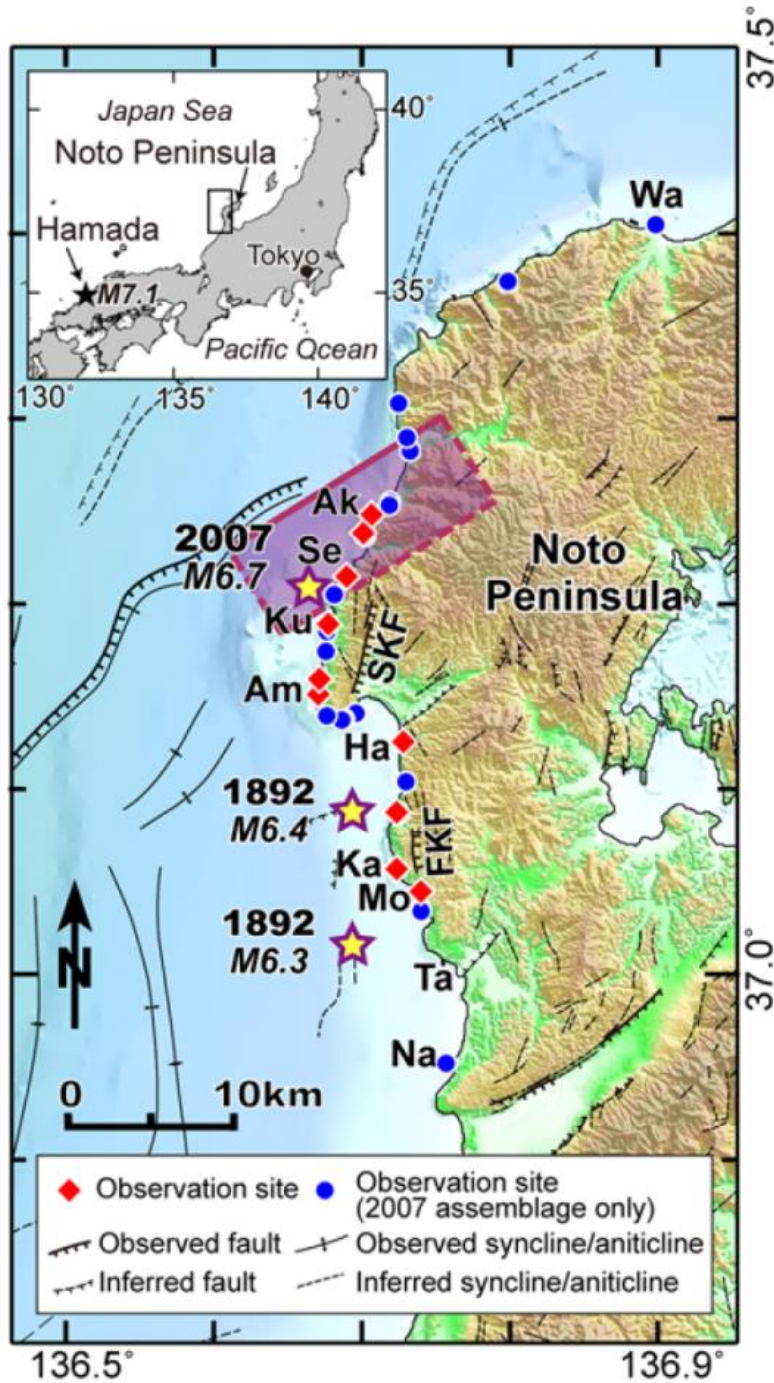 37.5°
Japan Sea
40°
Noto Peninsula
Wa
Hamada
Tokyo
M7.1
35°
Pacific Qcean
130°
135°
140°
Ak
2007
M6.7
Se
Noto
Peninsula
Ku
SKF
Am
Ha
1892
M6.4
FKF
Ka
Mo
1892
M6.3
37.0°
N
Ta
Na
0
10km
Observation site
Observation site
(2007 assemblage only)
Observed fault
Observed syncline/aniticline
Inferred fault
Inferred syncline/aniticline
136.5°
136.9°